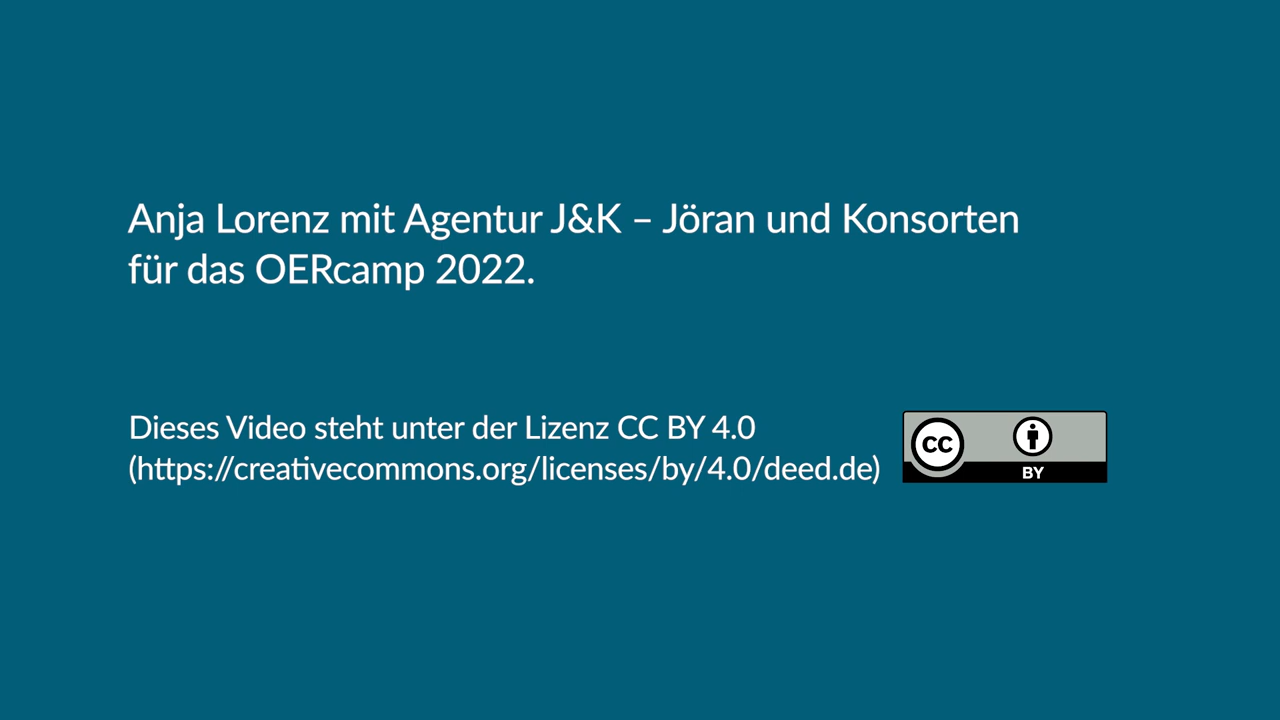 Anja Lorenz mit Agentur J&K – Jöran und Konsorten
für das OERcamp 2022.
Dieses Video steht unter der Lizenz CC BY 4.0
(https://creativecommons.org/licenses/by/4.0/deed.de)
CC
BY